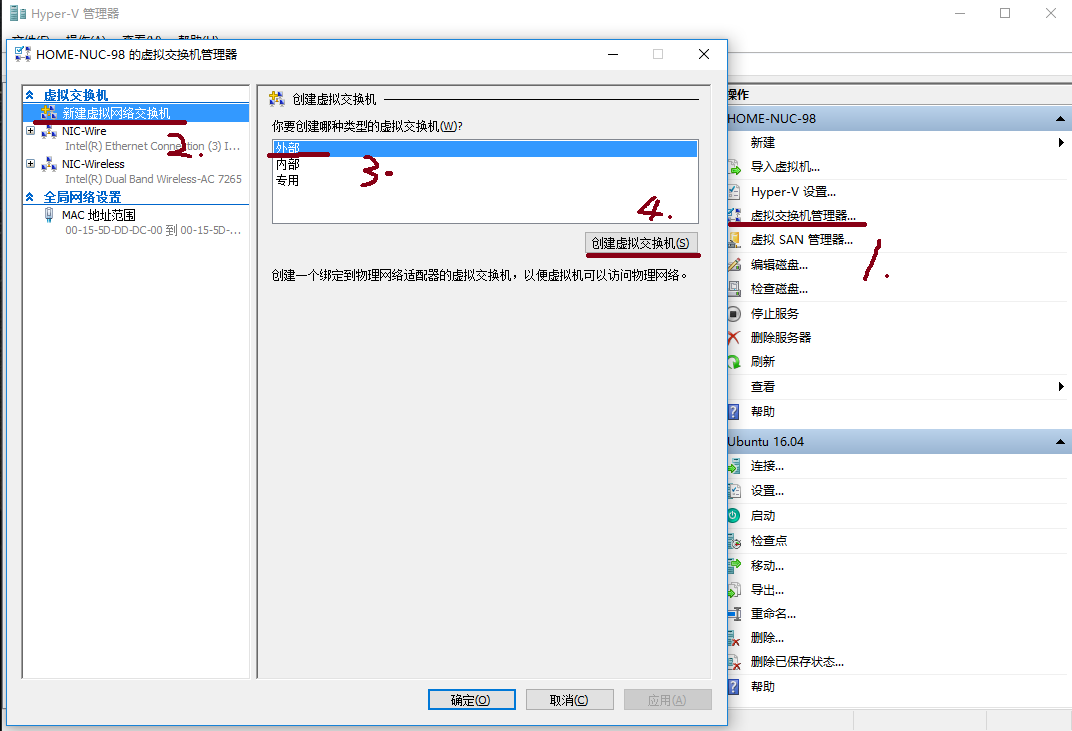 Hyper-V 管理器
HOME-NUC-98 的虚拟交换机管理器
虚拟交换机
新建虚拟网络交换机
2.
NIC-Wire
Intel(R) Ethernet Connection (3) I...
NIC-Wireless
Intel(R) Dual Band Wireless-AC 7265
全局网络设置
MAC 地址范围
00-15-5D-DD-DC-00 到 00-15-5D-...
创建虚拟交换机
你要创建哪种类型的虚拟交换机(W)?
外部
内部
专用
3.
4.
创建虚拟交换机(S)
创建一个绑定到物理网络适配器的虚拟交换机，以便虚拟机可以访问物理网络。
确定(O)
取消(C)
应用(A)
操作
HOME-NUC-98
新建
导入虚拟机...
Hyper-V 设置...
虚拟交换机管理器...
1.
虚拟 SAN 管理器...
编辑磁盘...
检查磁盘...
停止服务
删除服务器
刷新
查看
帮助
Ubuntu 16.04
连接...
设置...
启动
检查点
移动...
导出...
重命名...
删除...
删除已保存状态...
帮助